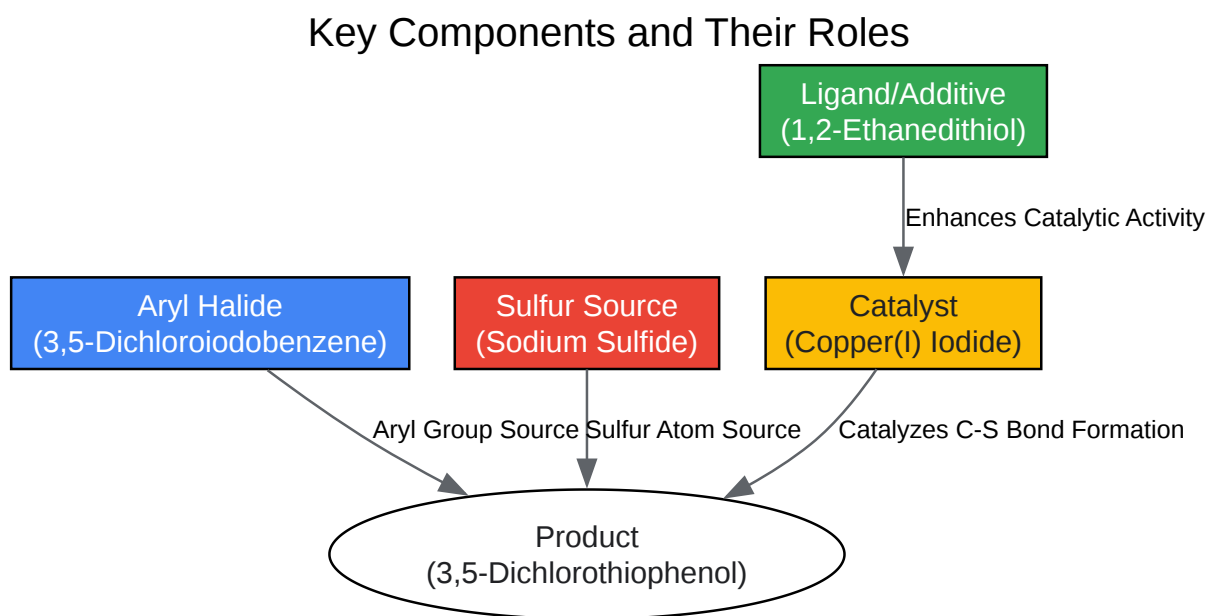 Key Components and Their Roles
Ligand/Additive
(1,2-Ethanedithiol)
Enhances Catalytic Activity
Aryl Halide
(3,5-Dichloroiodobenzene)
Sulfur Source
(Sodium Sulfide)
Catalyst
(Copper(I) Iodide)
Aryl Group Source
Sulfur Atom Source
Catalyzes C-S Bond Formation
Product
(3,5-Dichlorothiophenol)